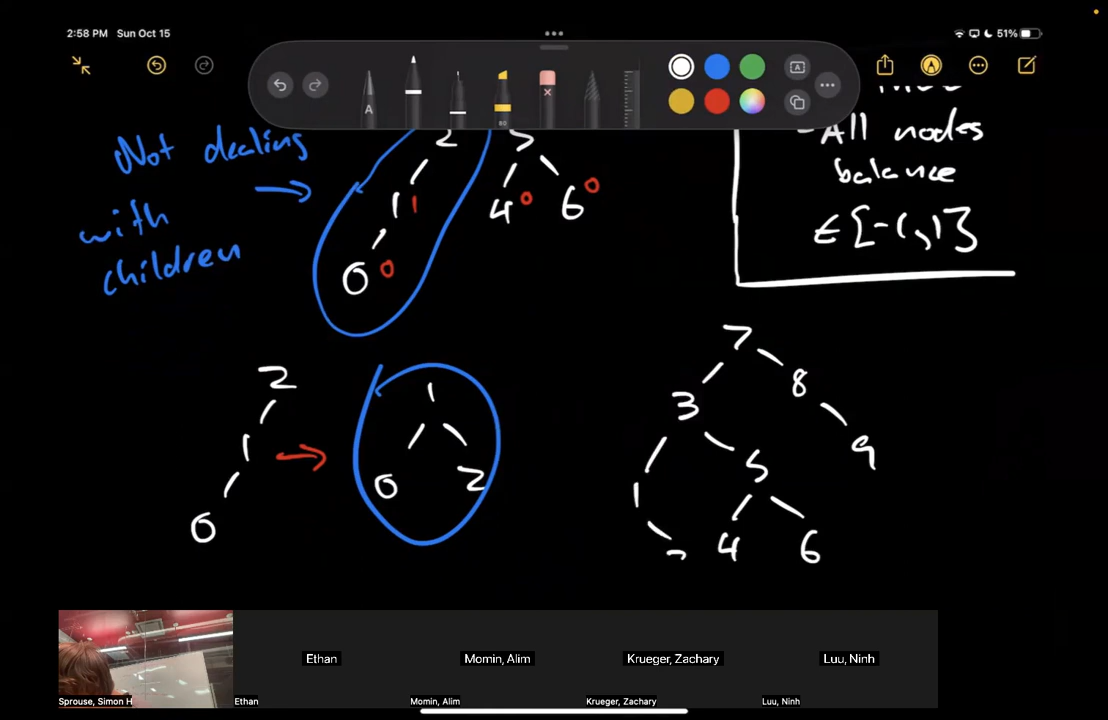 2:58 PM Sun Oct 15
51%
A
80
A
Not dealing
with
children
2
1 1
0 0
4 0 6 0
All nodes
balance
∈ [-1,1]
2
1
0
1
0 2
7
3 8
1 5 9
4 6
Ethan
Momin, Alim
Krueger, Zachary
Luu, Ninh
Sprouse, Simon H
Ethan
Momin, Alim
Krueger, Zachary
Luu, Ninh